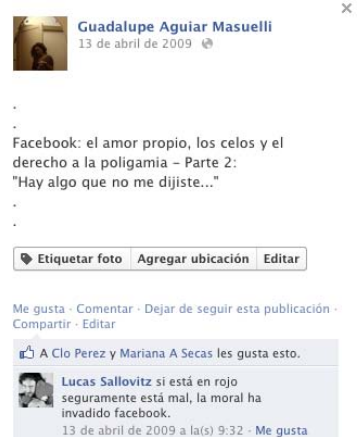 Guadalupe Aguiar Masuelli
13 de abril de 2009
.
.
Facebook: el amor propio, los celos y el
derecho a la poligamia – Parte 2:
"Hay algo que no me dijiste..."
.
.
Etiquetar foto Agregar ubicación Editar
Me gusta · Comentar · Dejar de seguir esta publicación ·
Compartir · Editar
A Clo Perez y Mariana A Secas les gusta esto.
Lucas Sallovitz si está en rojo
seguramente está mal, la moral ha
invadido facebook.
13 de abril de 2009 a la(s) 9:32 · Me gusta